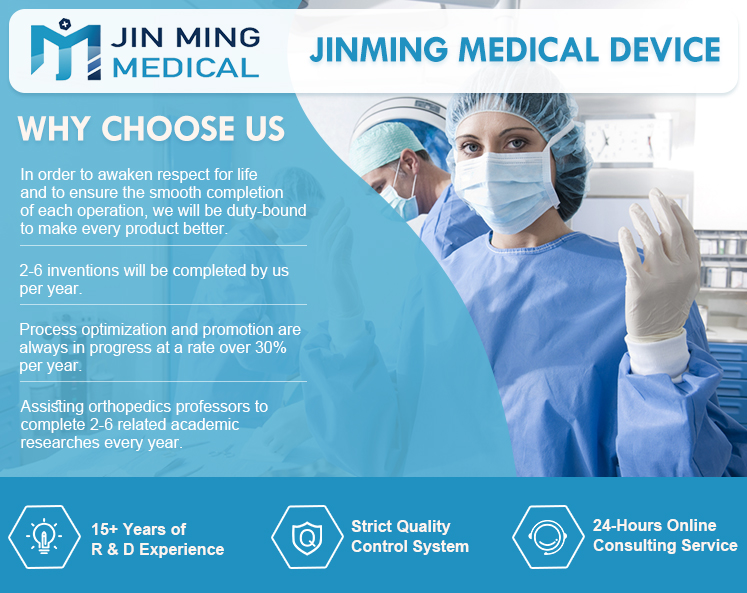 JIN MING
MEDICAL
JINMING MEDICAL DEVICE
WHY CHOOSE US
In order to awaken respect for life
and to ensure the smooth completion
of each operation, we will be duty-bound
to make every product better.
2-6 inventions will be completed by us
per year.
Process optimization and promotion are
always in progress at a rate over 30%
per year.
Assisting orthopedics professors to
complete 2-6 related academic
researches every year.
15+ Years of
R & D Experience
Q
Strict Quality
Control System
24-Hours Online
Consulting Service